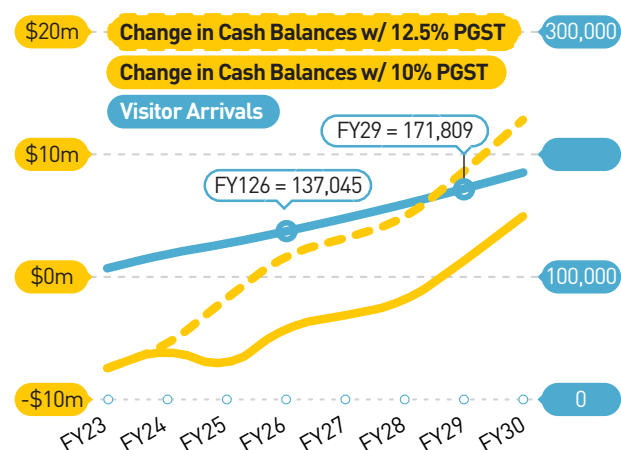 $20m
Change in Cash Balances w/ 12.5% PGST
300,000
Change in Cash Balances w/ 10% PGST
Visitor Arrivals
FY29 = 171,809
$10m
FY126 = 137,045
$0m
100,000
-$10m
0
FY23
FY24
FY25
FY26
FY27
FY28
FY29
FY30